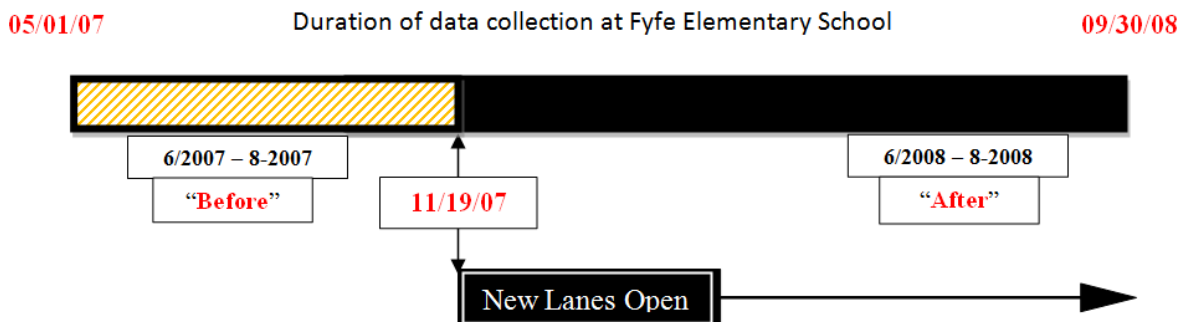 05/01/07 Duration of data collection at Fyfe Elementary School 09/30/08
6/2007 – 8-2007 6/2008 – 8-2008
“Before” 11/19/07 “After”
New Lanes Open